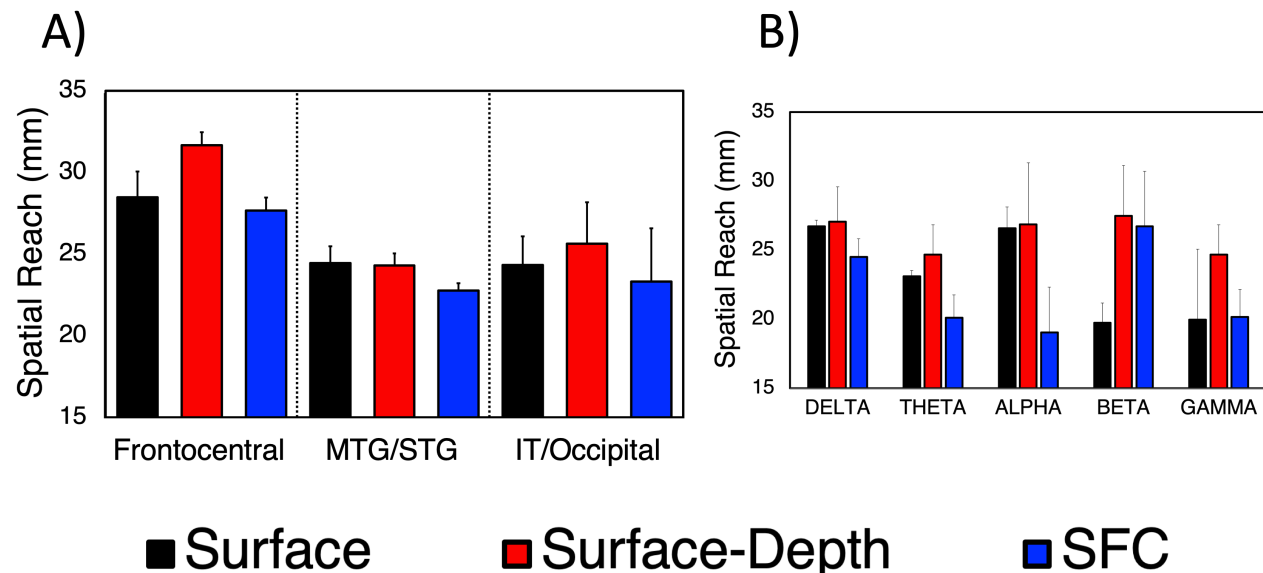 A)
B)
Spatial Reach (mm)
35
30
25
20
15
Frontocentral MTG/STG IT/Occipital
Spatial Reach (mm)
35
30
25
20
15
DELTA THETA ALPHA BETA GAMMA
Surface Surface-Depth SFC